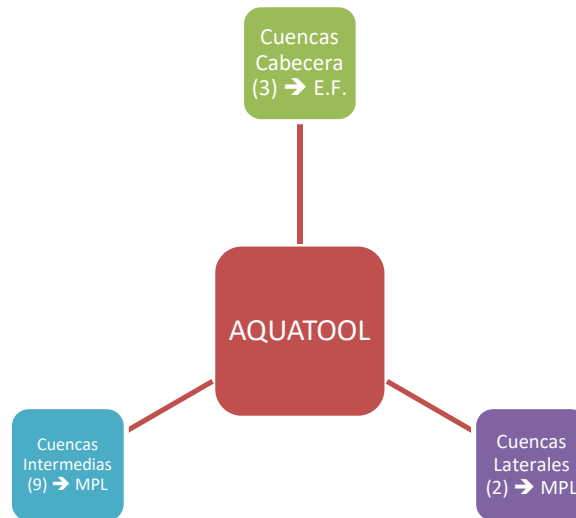 Cuencas
Cabecera
(3) ➔ E.F.
AQUATOOL
Cuencas
Intermedias
(9) ➔ MPL
Cuencas
Laterales
(2) ➔ MPL